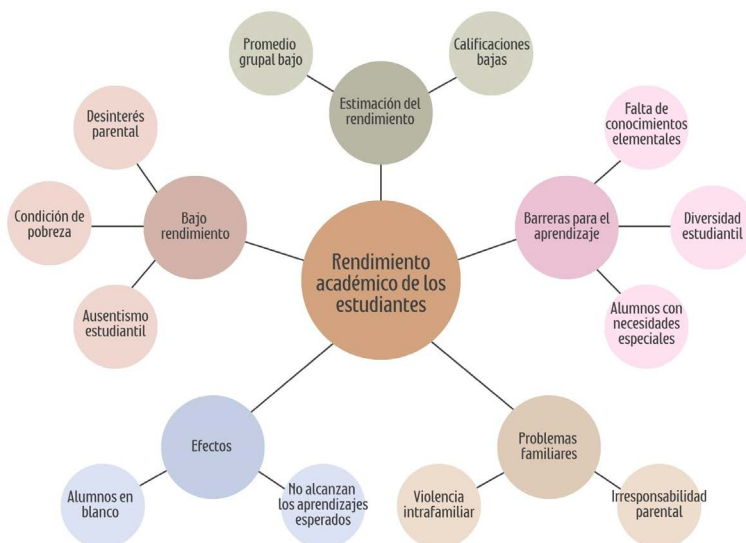 Promedio
grupal bajo
Calificaciones
bajas
Estimación del
rendimiento
Desinterés
parental
Condición de
pobreza
Bajo
rendimiento
Ausentismo
estudiantil
Rendimiento
académico de los
estudiantes
Falta de
conocimientos
elementales
Barreras para el
aprendizaje
Diversidad
estudiantil
Alumnos con
necesidades
especiales
Efectos
Alumnos en
blanco
No alcanzan
los aprendizajes
esperados
Problemas
familiares
Violencia
intrafamiliar
Irresponsabilidad
parental